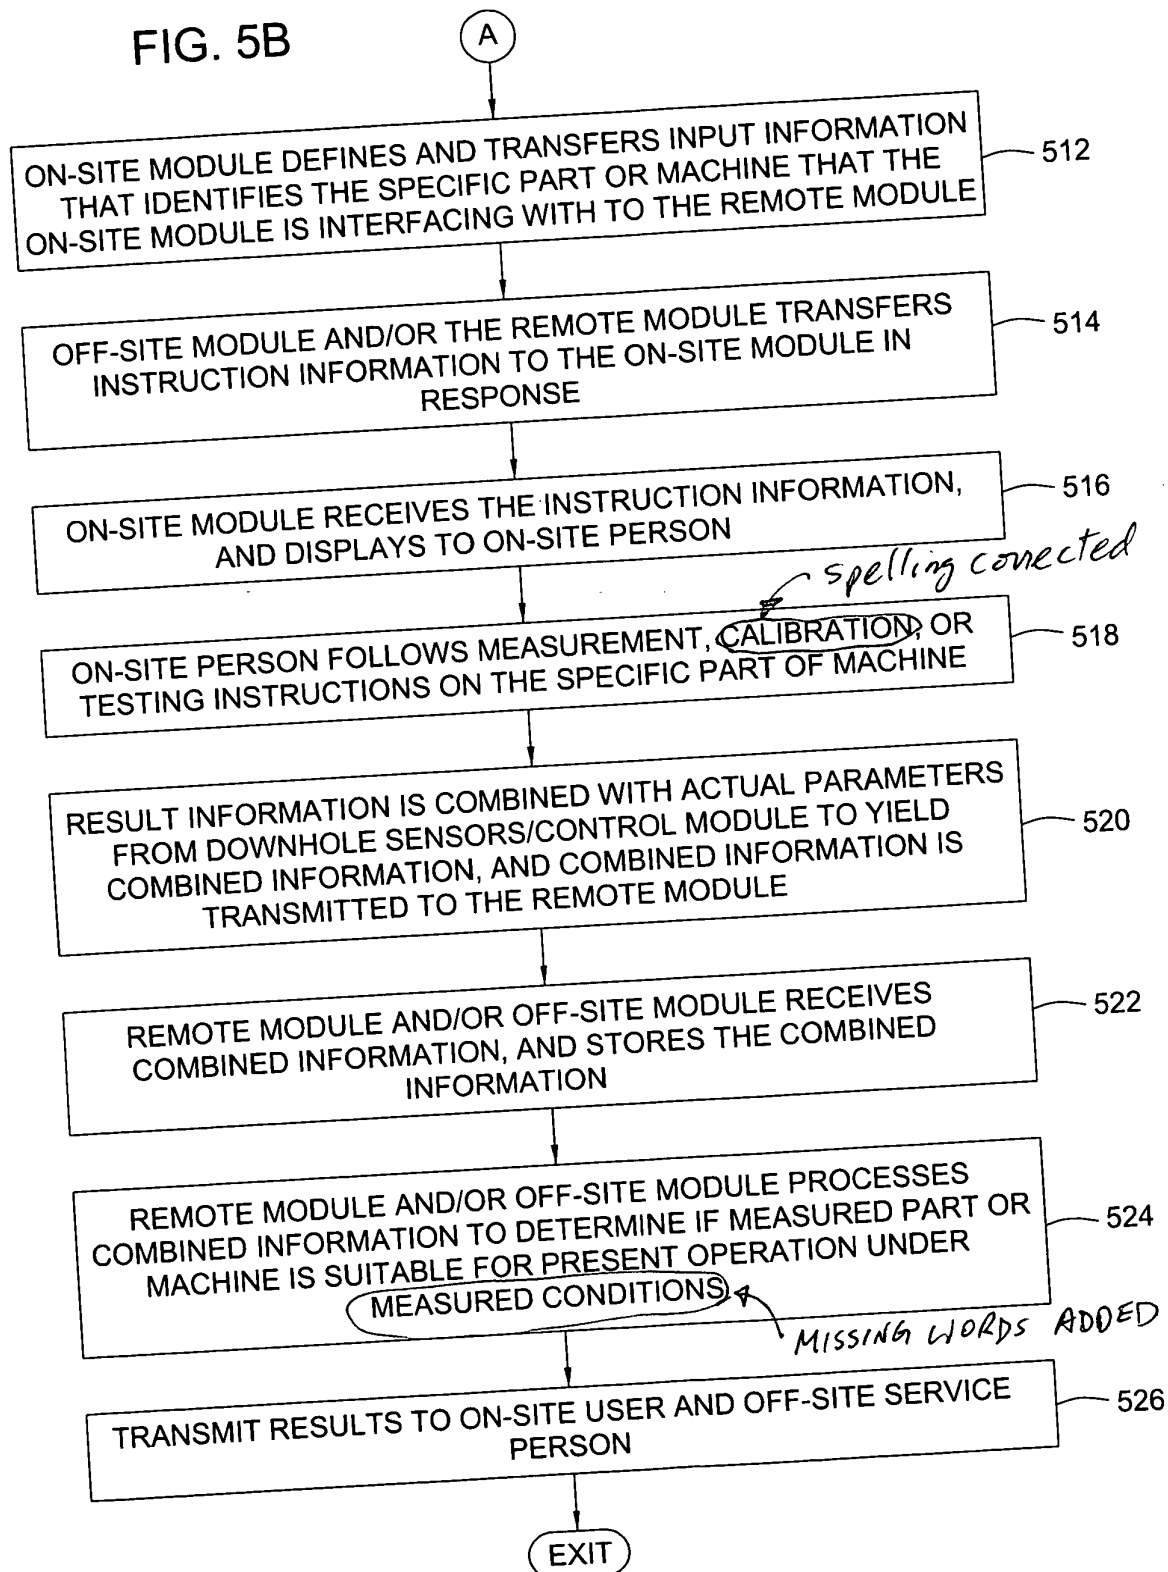 FIG. 5B
A
ON-SITE MODULE DEFINES AND TRANSFERS INPUT INFORMATION
THAT IDENTIFIES THE SPECIFIC PART OR MACHINE THAT THE
ON-SITE MODULE IS INTERFACING WITH TO THE REMOTE MODULE
512
OFF-SITE MODULE AND/OR THE REMOTE MODULE TRANSFERS
INSTRUCTION INFORMATION TO THE ON-SITE MODULE IN
RESPONSE
514
ON-SITE MODULE RECEIVES THE INSTRUCTION INFORMATION,
AND DISPLAYS TO ON-SITE PERSON
516
spelling corrected
ON-SITE PERSON FOLLOWS MEASUREMENT, CALIBRATION, OR
TESTING INSTRUCTIONS ON THE SPECIFIC PART OF MACHINE
518
RESULT INFORMATION IS COMBINED WITH ACTUAL PARAMETERS
FROM DOWNHOLE SENSORS/CONTROL MODULE TO YIELD
COMBINED INFORMATION, AND COMBINED INFORMATION IS
TRANSMITTED TO THE REMOTE MODULE
520
REMOTE MODULE AND/OR OFF-SITE MODULE RECEIVES
COMBINED INFORMATION, AND STORES THE COMBINED
INFORMATION
522
REMOTE MODULE AND/OR OFF-SITE MODULE PROCESSES
COMBINED INFORMATION TO DETERMINE IF MEASURED PART OR
MACHINE IS SUITABLE FOR PRESENT OPERATION UNDER
MEASURED CONDITIONS
524
MISSING WORDS ADDED
TRANSMIT RESULTS TO ON-SITE USER AND OFF-SITE SERVICE
PERSON
526
EXIT